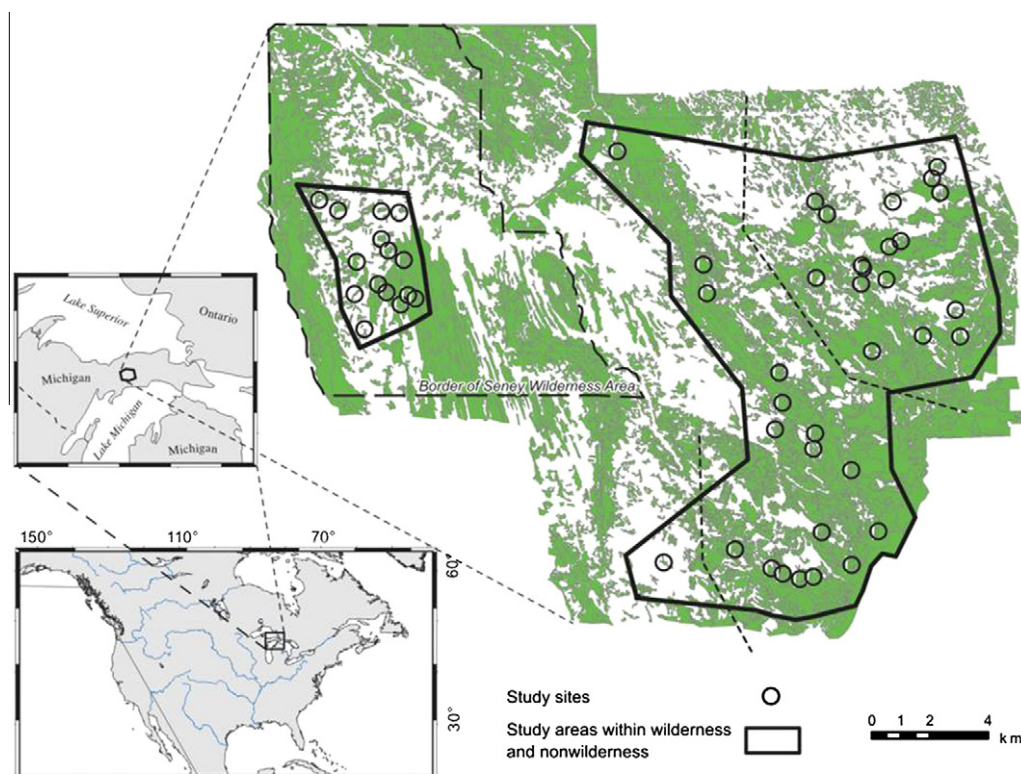 Border of Seney Wilderness Area
Lake Superior
Ontario
Michigan
Lake Michigan
Michigan
150°
110°
70°
60°
30°
Study sites
Study areas within wilderness
and nonwilderness
0 1 2 4
km